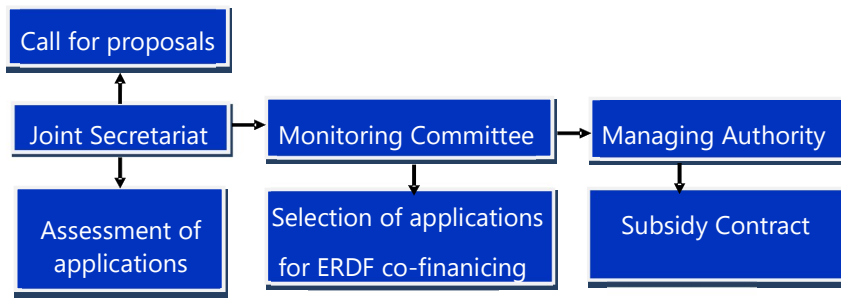 Call for proposals
Joint Secretariat
Monitoring Committee
Managing Authority
Assessment of
applications
Selection of applications
for ERDF co-finanicing
Subsidy Contract